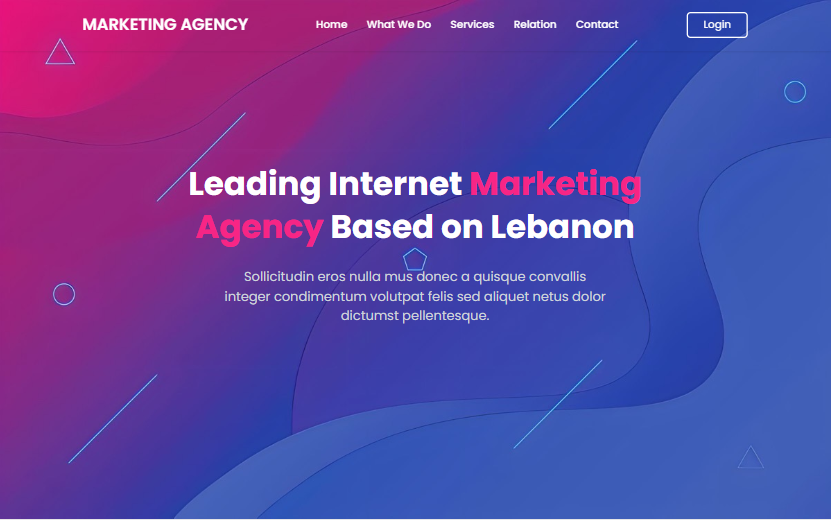 MARKETING AGENCY Home What We Do Services Relation Contact Login
Leading Internet Marketing
Agency Based on Lebanon
Sollicitudin eros nulla mus donec a quisque convallis
integer condimentum volutpat felis sed aliquet netus dolor
dictumst pellentesque.